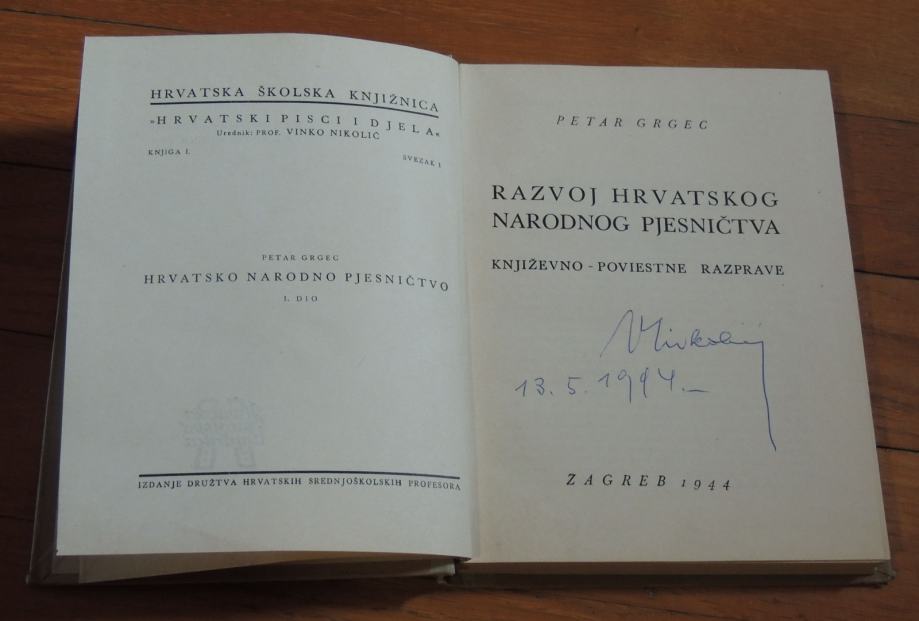 HRVATSKA ŠKOLSKA KNJIŽNICA
»HRVATSKI PISCI I DJELA«
Urednik: PROF. VINKO NIKOLIĆ
KNJIGA I. SVEZAK I
PETAR GRGEC
HRVATSKO NARODNO PJESNIČTVO
I. DIO
IZDANJE DRUŽTVA HRVATSKIH SREDNJOŠKOLSKIH PROFESORA
PETAR GRGEC
RAZVOJ HRVATSKOG
NARODNOG PJESNIČTVA
KNJIŽEVNO-POVIESTNE RAZPRAVE
13. 5. 1994.
ZAGREB 1944